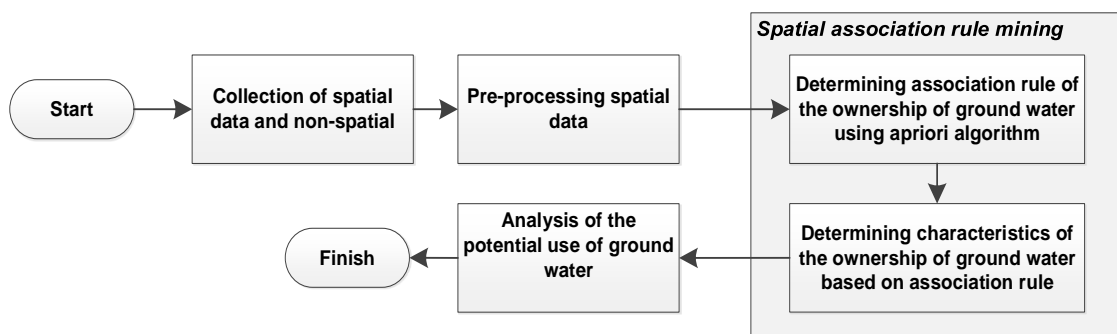 Spatial association rule mining
Start
Collection of spatial
data and non-spatial
Pre-processing spatial
data
Determining association rule of
the ownership of ground water
using apriori algorithm
Determining characteristics of
the ownership of ground water
based on association rule
Analysis of the
potential use of ground
water
Finish